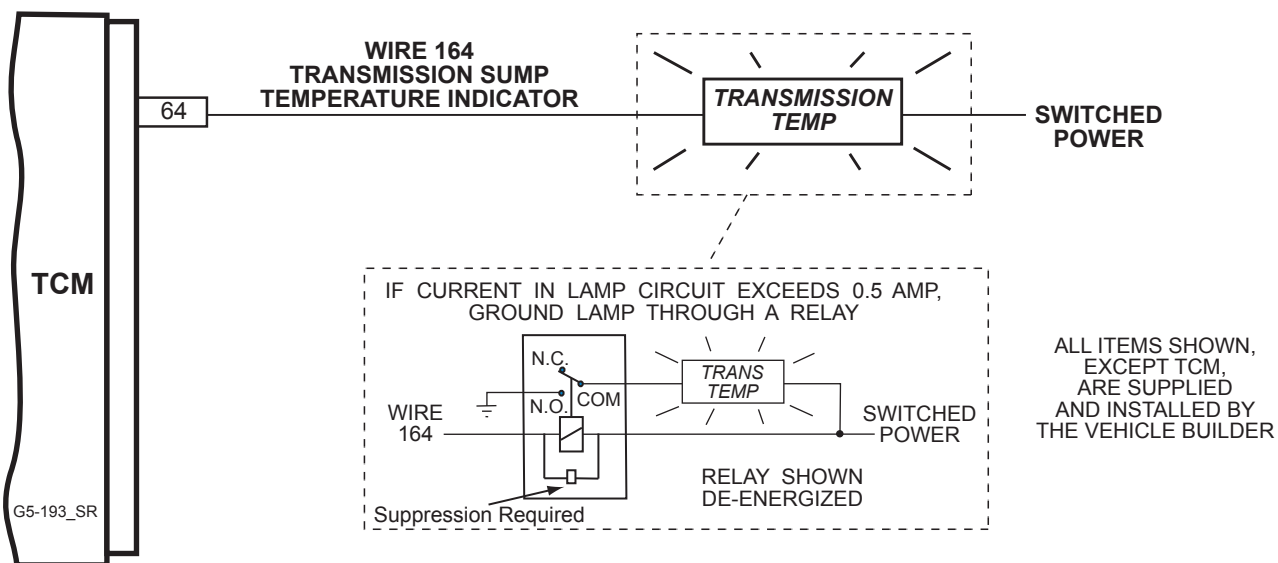 WIRE 164
TRANSMISSION SUMP
TEMPERATURE INDICATOR
64
TRANSMISSION
TEMP
SWITCHED
POWER
TCM
IF CURRENT IN LAMP CIRCUIT EXCEEDS 0.5 AMP,
GROUND LAMP THROUGH A RELAY
N.C.
N.O.
COM
TRANS
TEMP
WIRE
164
SWITCHED
POWER
RELAY SHOWN
DE-ENERGIZED
Suppression Required
ALL ITEMS SHOWN,
EXCEPT TCM,
ARE SUPPLIED
AND INSTALLED BY
THE VEHICLE BUILDER
G5-193_SR